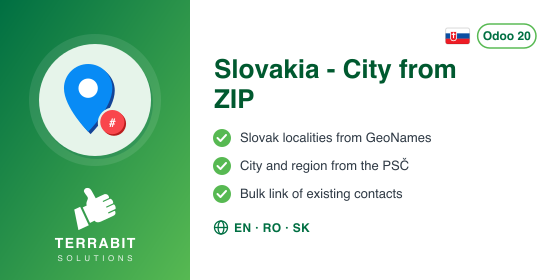 Odoo 20
Slovakia - City from
ZIP
Slovak localities from GeoNames
City and region from the PSČ
Bulk link of existing contacts
EN · RO · SK
#
TERRABIT
SOLUTIONS